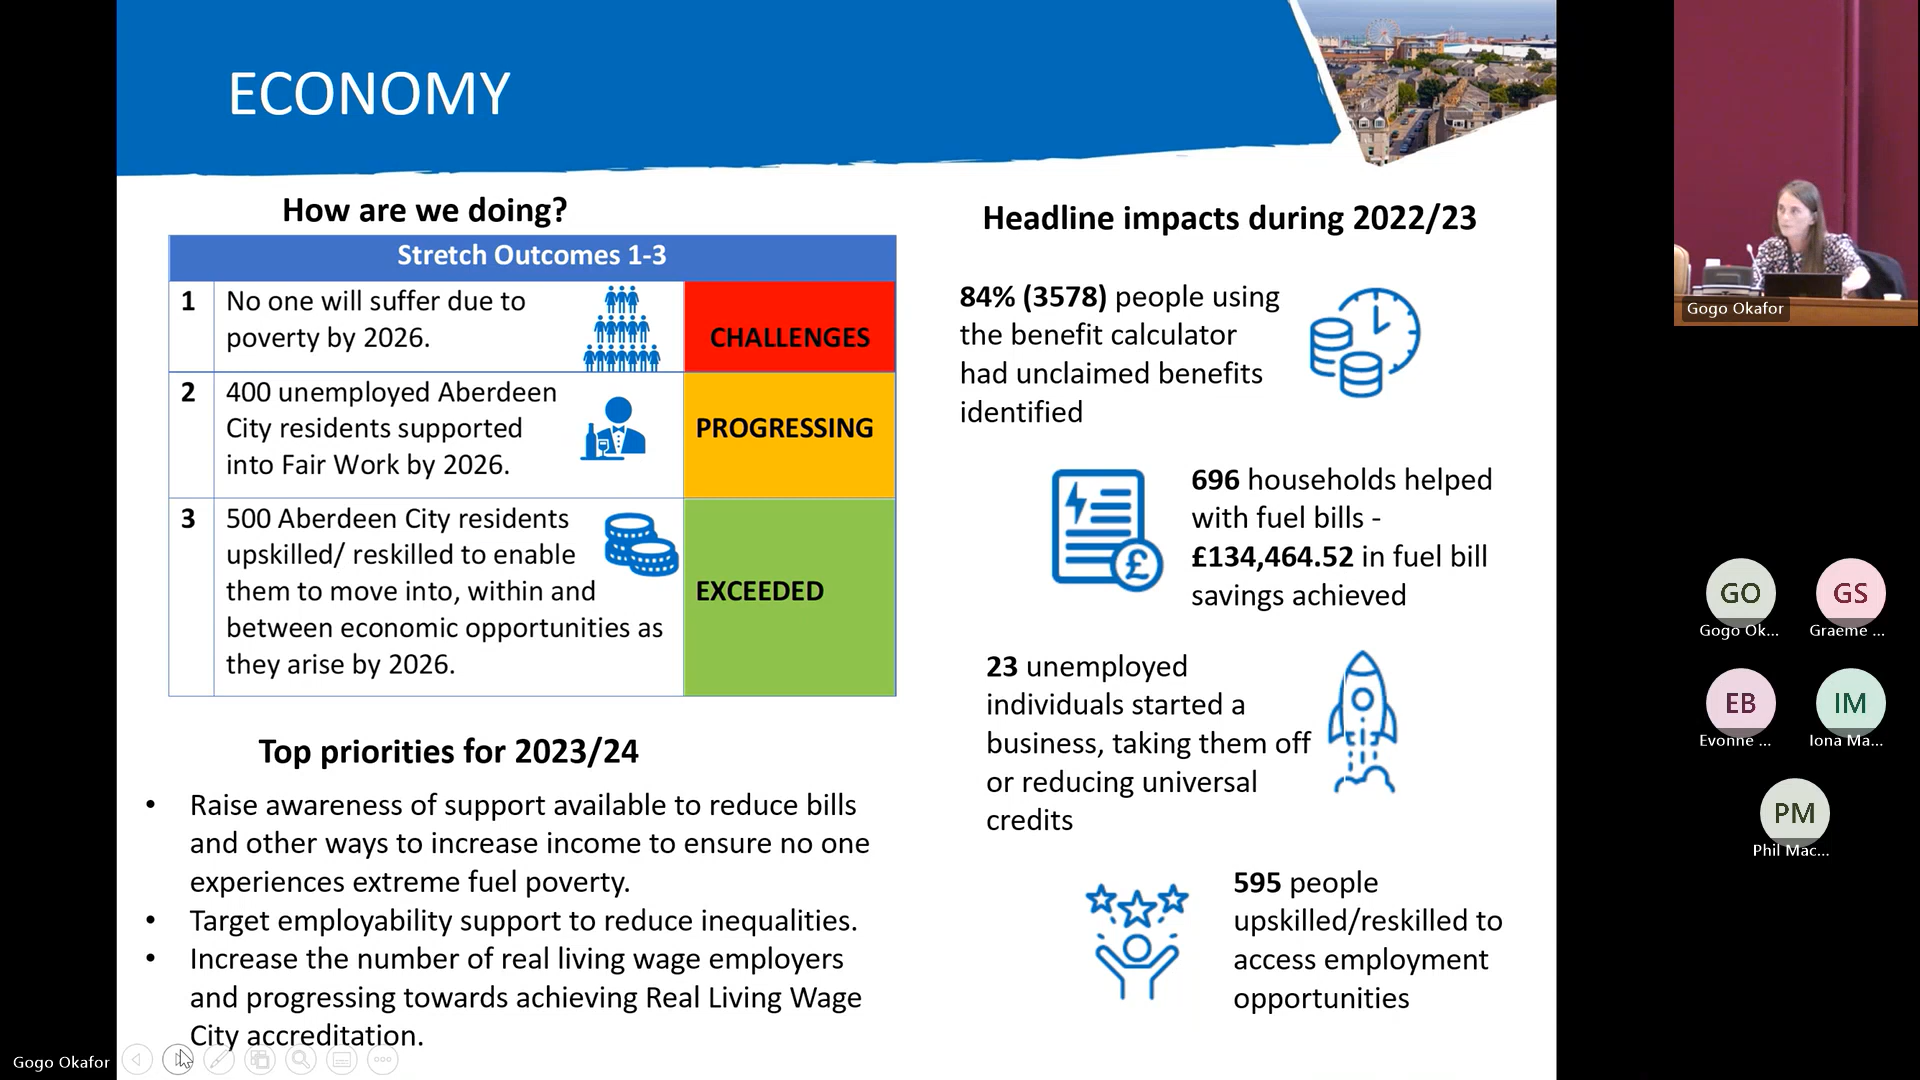 ECONOMY
How are we doing?
Stretch Outcomes 1-3
1
No one will suffer due to
poverty by 2026.
CHALLENGES
2
400 unemployed Aberdeen
City residents supported
into Fair Work by 2026.
PROGRESSING
3
500 Aberdeen City residents
upskilled/ reskilled to enable
them to move into, within and
between economic opportunities as
they arise by 2026.
EXCEEDED
Top priorities for 2023/24
• Raise awareness of support available to reduce bills
and other ways to increase income to ensure no one
experiences extreme fuel poverty.
• Target employability support to reduce inequalities.
• Increase the number of real living wage employers
and progressing towards achieving Real Living Wage
City accreditation.
Headline impacts during 2022/23
84% (3578) people using
the benefit calculator
had unclaimed benefits
identified
696 households helped
with fuel bills -
£134,464.52 in fuel bill
savings achieved
23 unemployed
individuals started a
business, taking them off
or reducing universal
credits
595 people
upskilled/reskilled to
access employment
opportunities
Gogo Okafor
GO
Gogo Ok...
GS
Graeme ...
EB
Evonne ...
IM
Iona Ma...
PM
Phil Mac...
Gogo Okafor